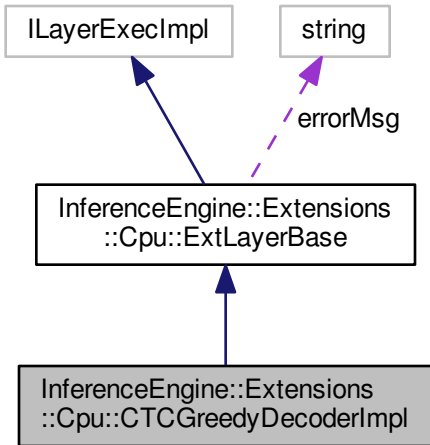 ILayerExecImpl
string
errorMsg
InferenceEngine::Extensions
::Cpu::ExtLayerBase
InferenceEngine::Extensions
::Cpu::CTCGreedyDecoderImpl